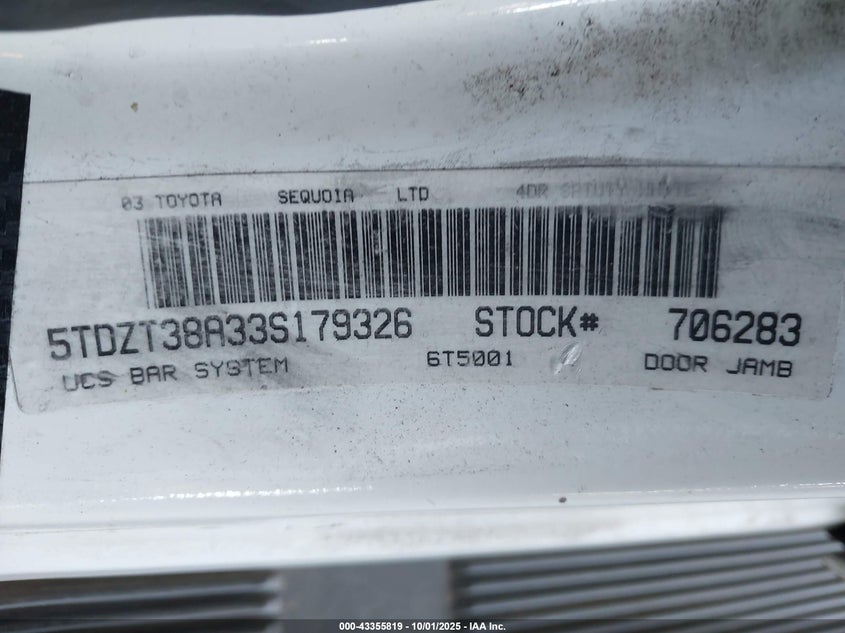 03 TOYOTA SEQUOIA LTD 4DR
5TDZT38A33S179326 STOCK# 706283
UCS BAR SYSTEM 6T5001 DOOR JAMB
000-43355819 - 10/01/2025 - IAA Inc.